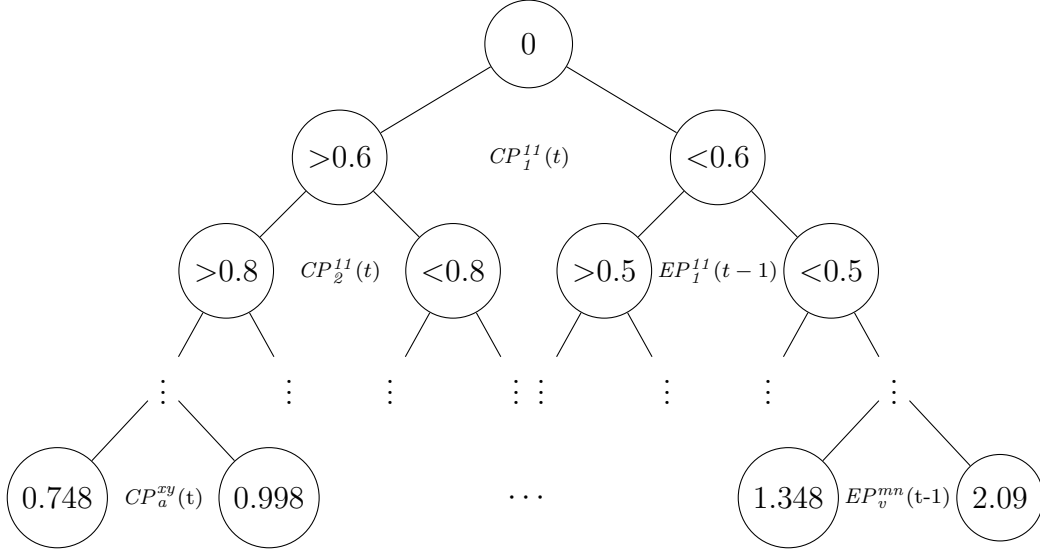 0
>0.6 CP_1^{11}(t) <0.6
>0.8 CP_2^{11}(t) <0.8 >0.5 EP_1^{11}(t − 1) <0.5
⋮ ⋮ ⋮ ⋮ ⋮ ⋮ ⋮ ⋮
0.748 CP_a^{xy}(t) 0.998 ⋯ 1.348 EP_v^{mn}(t-1) 2.09